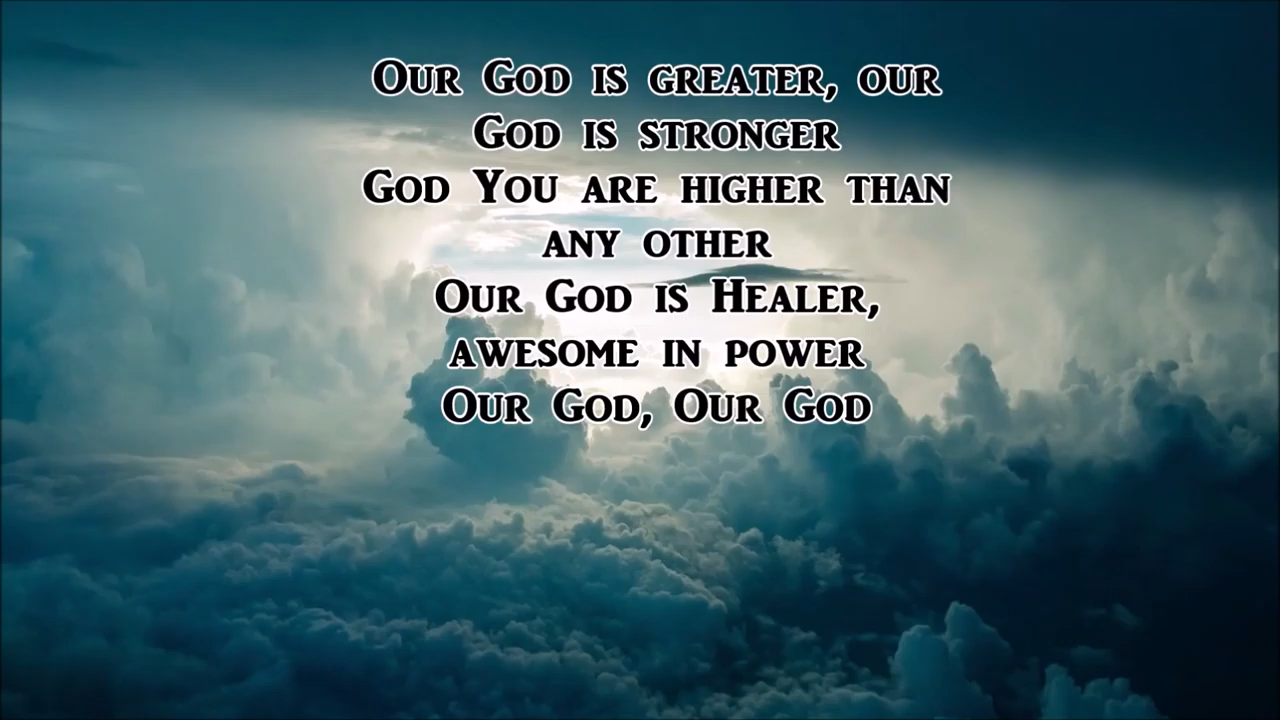 Our God is greater, our
God is stronger
God You are higher than
any other
Our God is Healer,
awesome in power
Our God, Our God